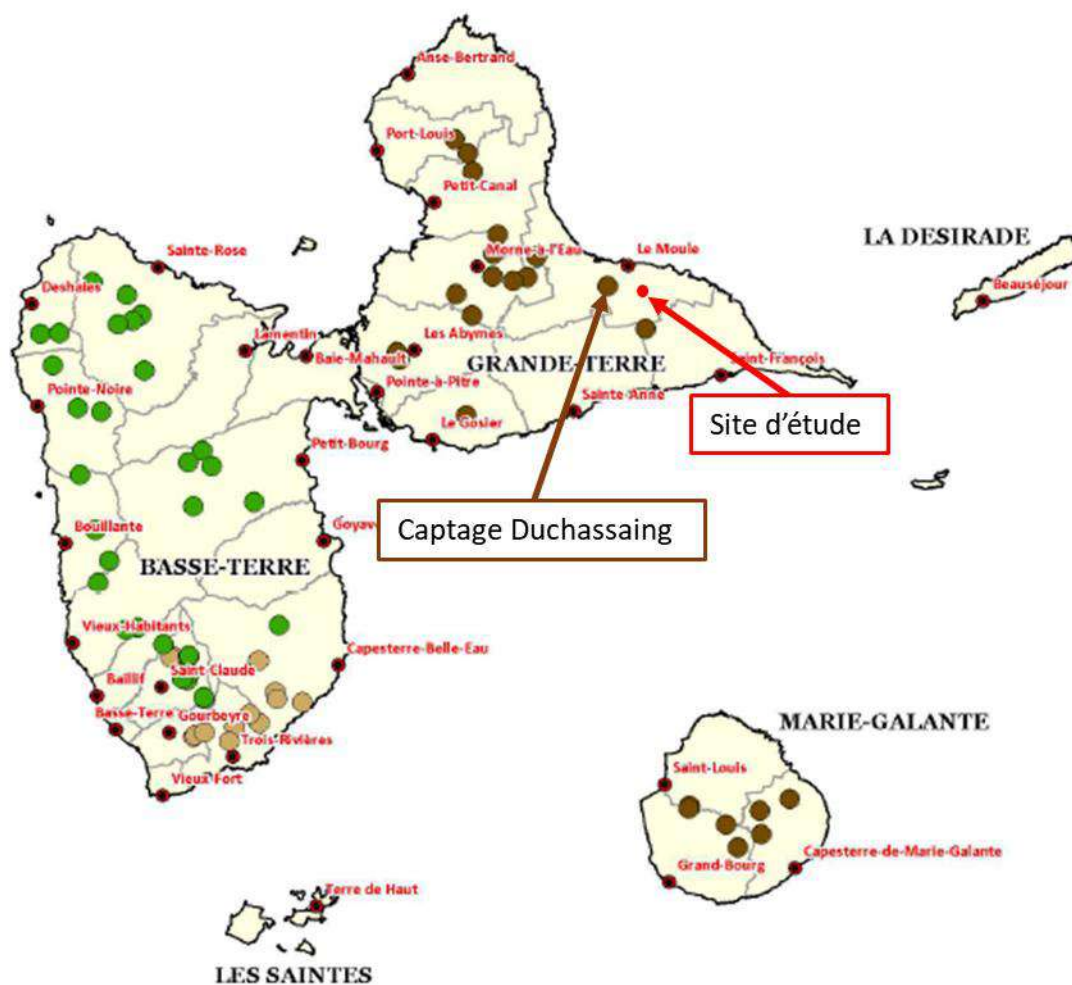 Anse-Bertrand
Port-Louis
Petit-Canal
LA DESIRADE
Sainte-Rose
Morne-à-l'Eau
Le Moule
Beauséjour
Deshaies
Lamentin
Les Abymes
Baie-Mahault
GRANDE-TERRE
Saint-François
Pointe-Noire
Pointe-à-Pitre
Sainte-Anne
Le Gosier
Site d'étude
Petit-Bourg
Captage Duchassaing
Bouillante
Goyave
BASSE-TERRE
Vieux-Habitants
Capesterre-Belle-Eau
Saint-Claude
Baillif
Basse-Terre
Gourbeyre
MARIE-GALANTE
Trois-Rivières
Saint-Louis
Vieux Fort
Capesterre-de-Marie-Galante
Grand-Bourg
Terre de Haut
LES SAINTES